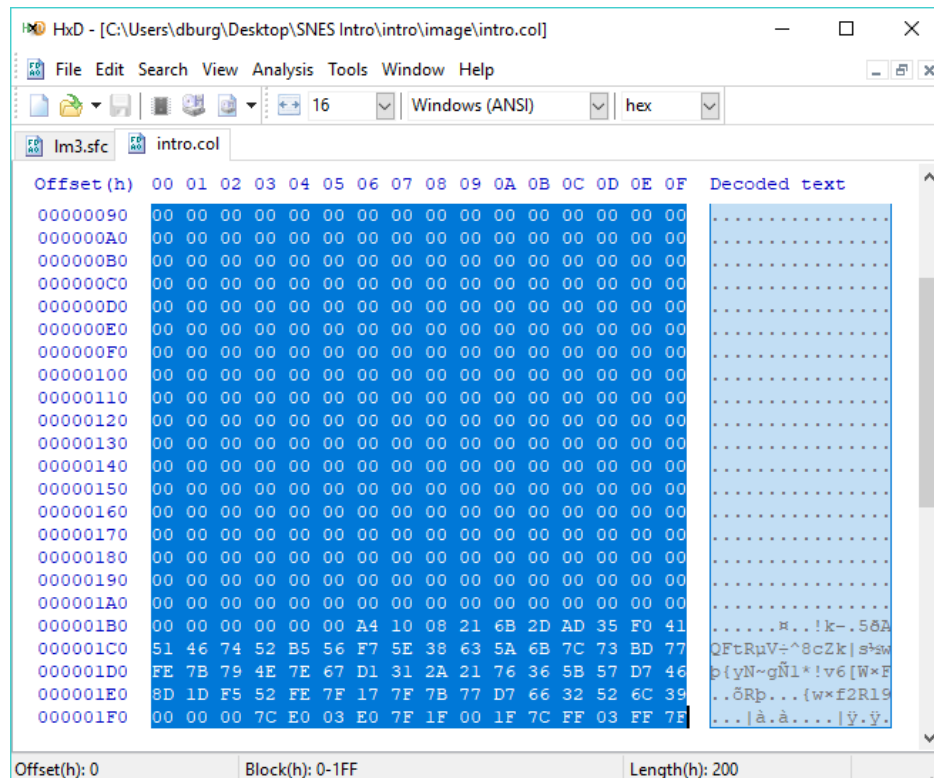 HxD - [C:\Users\dburg\Desktop\SNES Intro\intro\image\intro.col]
File Edit Search View Analysis Tools Window Help
16 Windows (ANSI) hex
lm3.sfc intro.col
Offset(h) 00 01 02 03 04 05 06 07 08 09 0A 0B 0C 0D 0E 0F Decoded text
00000090 00 00 00 00 00 00 00 00 00 00 00 00 00 00 00 00 ................
000000A0 00 00 00 00 00 00 00 00 00 00 00 00 00 00 00 00 ................
000000B0 00 00 00 00 00 00 00 00 00 00 00 00 00 00 00 00 ................
000000C0 00 00 00 00 00 00 00 00 00 00 00 00 00 00 00 00 ................
000000D0 00 00 00 00 00 00 00 00 00 00 00 00 00 00 00 00 ................
000000E0 00 00 00 00 00 00 00 00 00 00 00 00 00 00 00 00 ................
000000F0 00 00 00 00 00 00 00 00 00 00 00 00 00 00 00 00 ................
00000100 00 00 00 00 00 00 00 00 00 00 00 00 00 00 00 00 ................
00000110 00 00 00 00 00 00 00 00 00 00 00 00 00 00 00 00 ................
00000120 00 00 00 00 00 00 00 00 00 00 00 00 00 00 00 00 ................
00000130 00 00 00 00 00 00 00 00 00 00 00 00 00 00 00 00 ................
00000140 00 00 00 00 00 00 00 00 00 00 00 00 00 00 00 00 ................
00000150 00 00 00 00 00 00 00 00 00 00 00 00 00 00 00 00 ................
00000160 00 00 00 00 00 00 00 00 00 00 00 00 00 00 00 00 ................
00000170 00 00 00 00 00 00 00 00 00 00 00 00 00 00 00 00 ................
00000180 00 00 00 00 00 00 00 00 00 00 00 00 00 00 00 00 ................
00000190 00 00 00 00 00 00 00 00 00 00 00 00 00 00 00 00 ................
000001A0 00 00 00 00 00 00 00 00 00 00 00 00 00 00 00 00 ................
000001B0 00 00 00 00 00 00 A4 10 08 21 6B 2D AD 35 F0 41 ......¤..!k-.5ðA
000001C0 51 46 74 52 B5 56 F7 5E 38 63 5A 6B 7C 73 BD 77 QFtRµV÷^8cZk|s½w
000001D0 FE 7B 79 4E 7E 67 D1 31 2A 21 76 36 5B 57 D7 46 þ{yN~gÑ1*!v6[W×F
000001E0 8D 1D F5 52 FE 7F 17 7F 7B 77 D7 66 32 52 6C 39 ..õRþ...{w×f2Rl9
000001F0 00 00 00 7C E0 03 E0 7F 1F 00 1F 7C FF 03 FF 7F ...|à.à....|ÿ.ÿ.
Offset(h): 0 Block(h): 0-1FF Length(h): 200